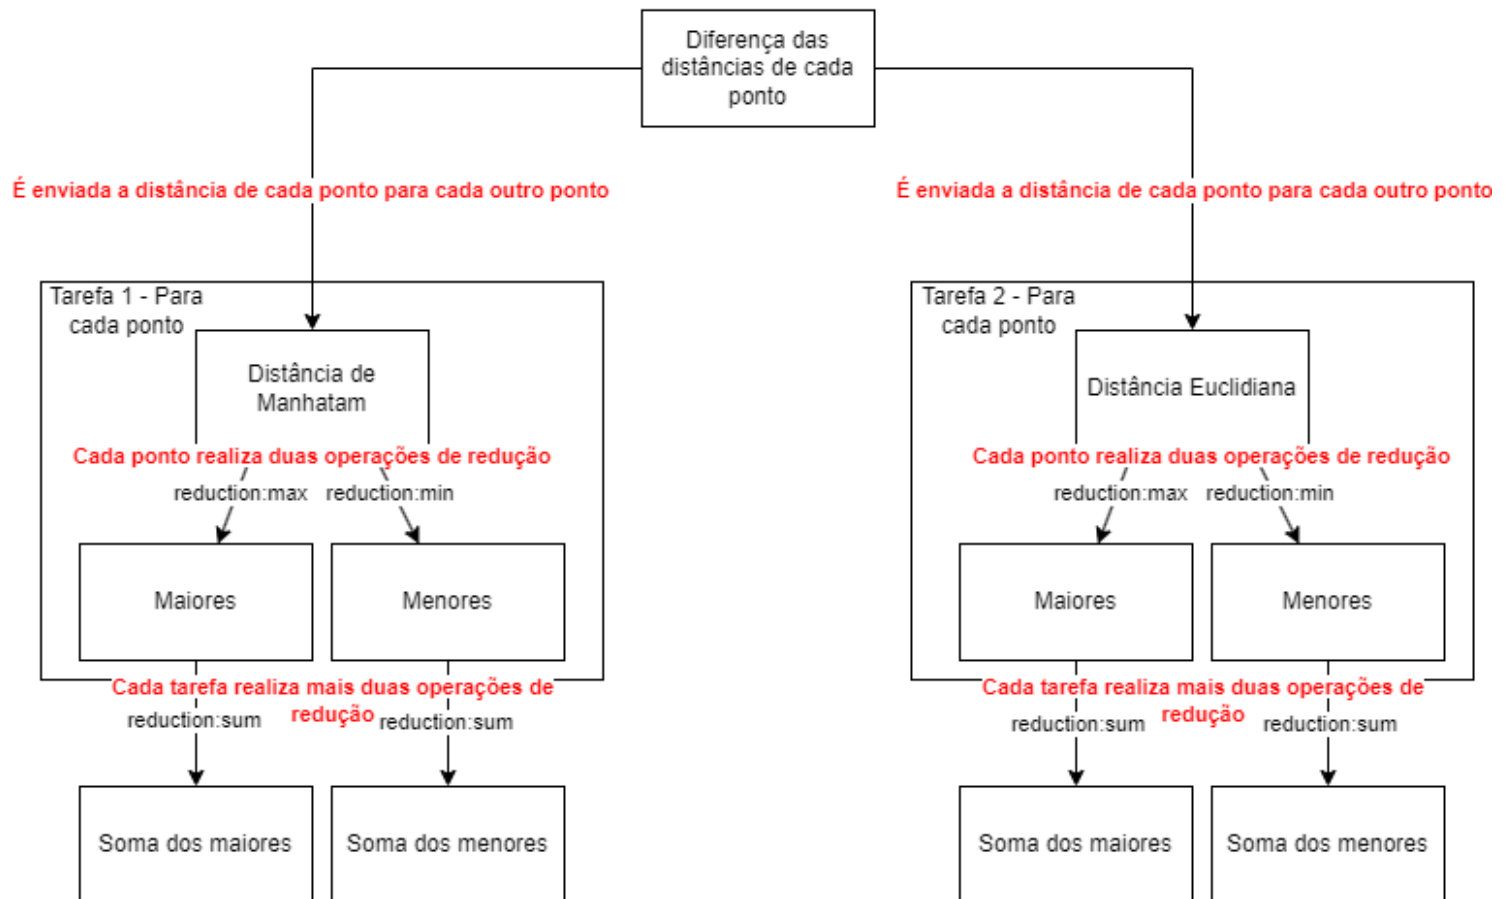 Diferença das
distâncias de cada
ponto
É enviada a distância de cada ponto para cada outro ponto
É enviada a distância de cada ponto para cada outro ponto
Tarefa 1 - Para
cada ponto
Distância de
Manhatam
Cada ponto realiza duas operações de redução
reduction:max
reduction:min
Maiores
Menores
Cada tarefa realiza mais duas operações de
redução
reduction:sum
reduction:sum
Soma dos maiores
Soma dos menores
Tarefa 2 - Para
cada ponto
Distância Euclidiana
Cada ponto realiza duas operações de redução
reduction:max
reduction:min
Maiores
Menores
Cada tarefa realiza mais duas operações de
redução
reduction:sum
reduction:sum
Soma dos maiores
Soma dos menores